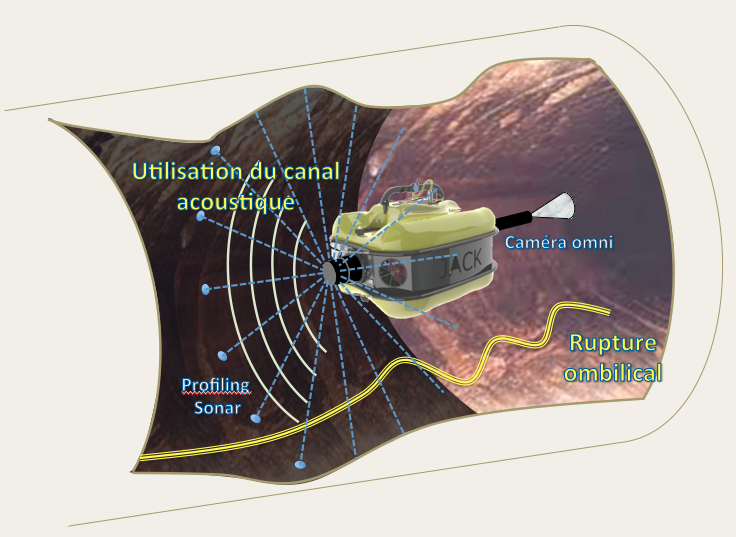 Utilisation du canal
acoustique
JACK
Caméra omni
Rupture
ombilical
Profiling
Sonar